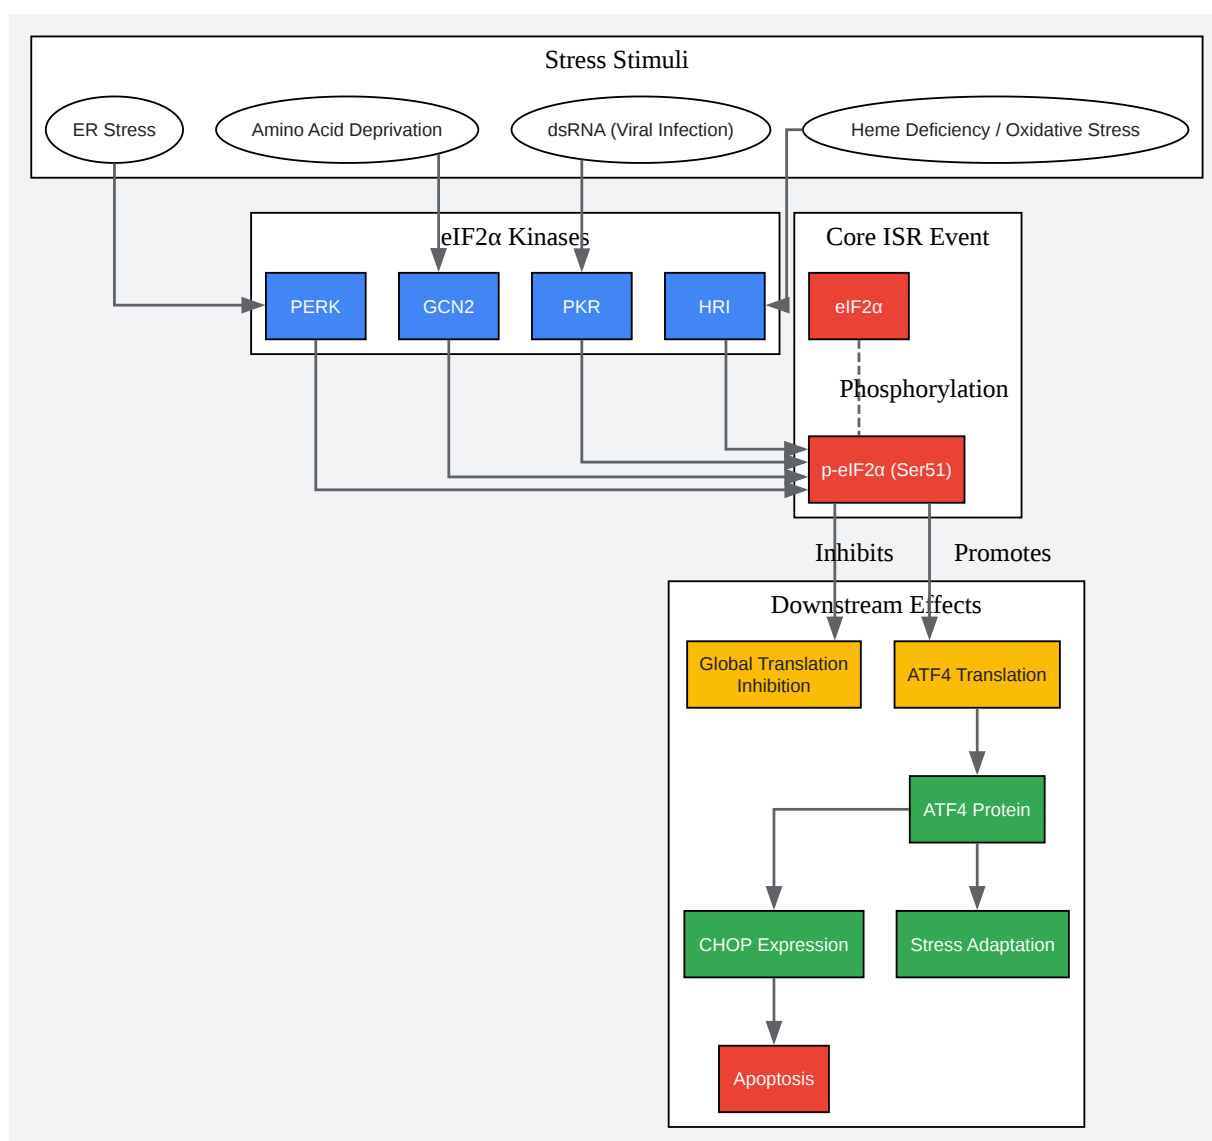 Stress Stimuli
ER Stress
Amino Acid Deprivation
dsRNA (Viral Infection)
Heme Deficiency / Oxidative Stress
eIF2α Kinases
Core ISR Event
PERK
GCN2
PKR
HRI
eIF2α
Phosphorylation
p-eIF2α (Ser51)
Inhibits
Promotes
Downstream Effects
Global Translation
Inhibition
ATF4 Translation
ATF4 Protein
CHOP Expression
Stress Adaptation
Apoptosis